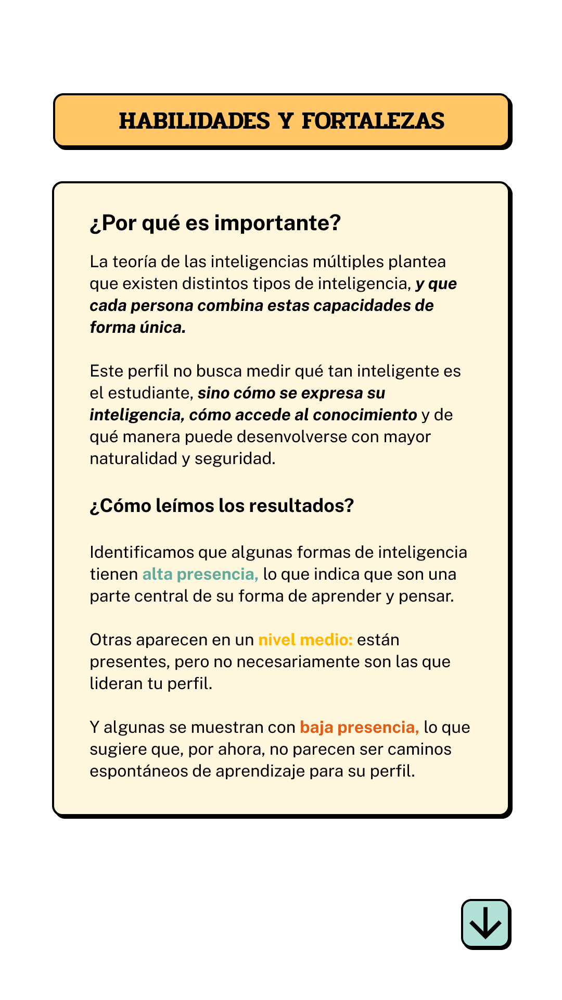 HABILIDADES Y FORTALEZAS
¿Por qué es importante?
La teoría de las inteligencias múltiples plantea
que existen distintos tipos de inteligencia, y que
cada persona combina estas capacidades de
forma única.
Este perfil no busca medir qué tan inteligente es
el estudiante, sino cómo se expresa su
inteligencia, cómo accede al conocimiento y de
qué manera puede desenvolverse con mayor
naturalidad y seguridad.
¿Cómo leímos los resultados?
Identificamos que algunas formas de inteligencia
tienen alta presencia, lo que indica que son una
parte central de su forma de aprender y pensar.
Otras aparecen en un nivel medio: están
presentes, pero no necesariamente son las que
lideran tu perfil.
Y algunas se muestran con baja presencia, lo que
sugiere que, por ahora, no parecen ser caminos
espontáneos de aprendizaje para su perfil.